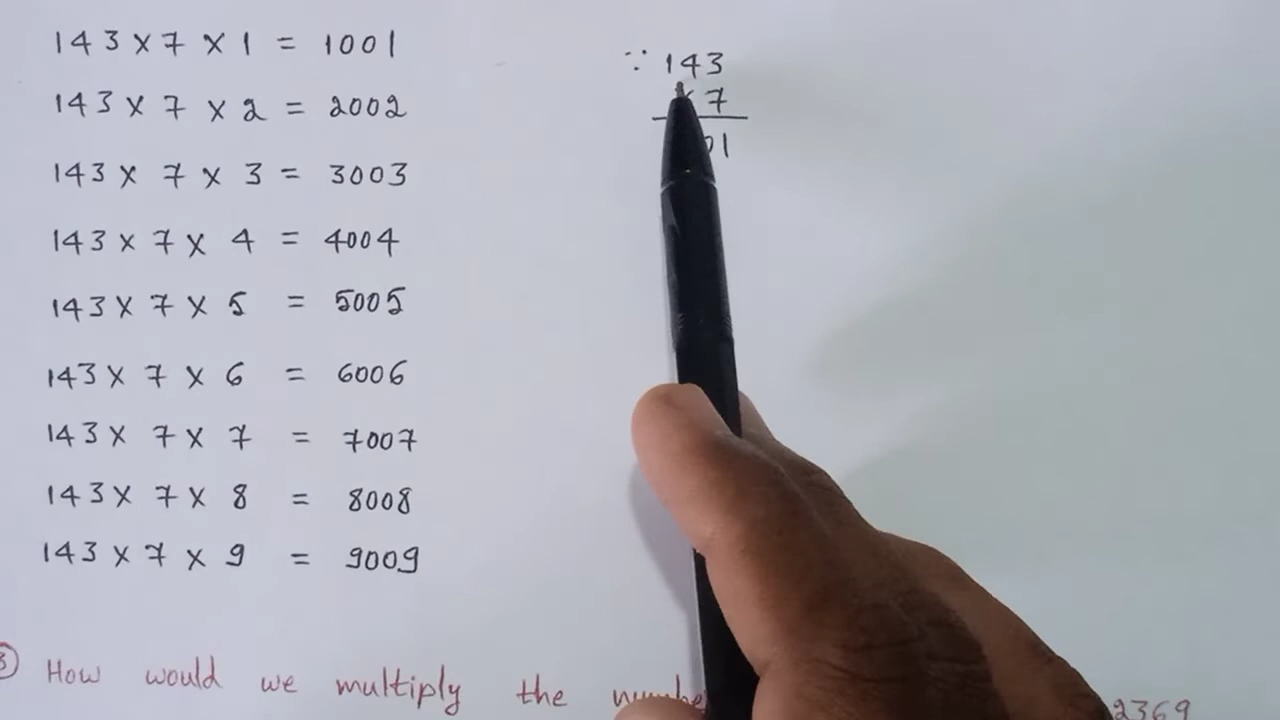 143 × 7 × 1 = 1001
143 × 7 × 2 = 2002
143 × 7 × 3 = 3003
143 × 7 × 4 = 4004
143 × 7 × 5 = 5005
143 × 7 × 6 = 6006
143 × 7 × 7 = 7007
143 × 7 × 8 = 8008
143 × 7 × 9 = 9009
∵ 143
× 7
01
How would we multiply the 2369